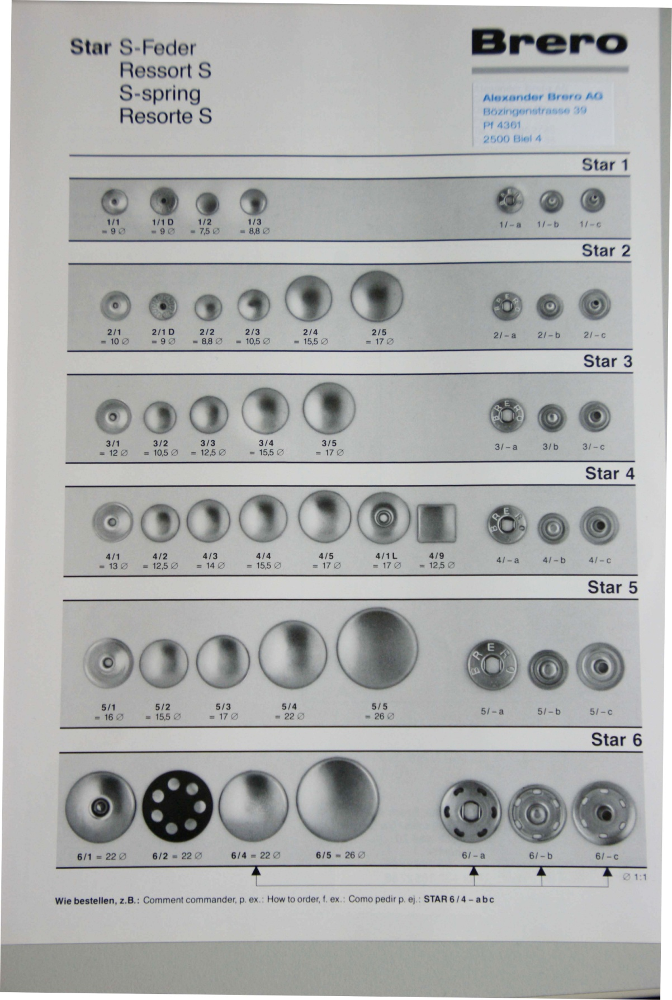 Star S-Feder
Ressort S
S-spring
Resorte S
Brero
Alexander Brero AG
Bözingenstrasse 39
Pf 4361
2500 Biel 4
Star 1
1/1 1/1 D 1/2 1/3
= 9 ∅ = 9 ∅ = 7,5 ∅ = 8,8 ∅
1/-a 1/-b 1/-c
Star 2
BRERO
2/1 2/1 D 2/2 2/3 2/4 2/5
= 10 ∅ = 9 ∅ = 8,8 ∅ = 10,5 ∅ = 15,5 ∅ = 17 ∅
2/-a 2/-b 2/-c
Star 3
BRERO
3/1 3/2 3/3 3/4 3/5
= 12 ∅ = 10,5 ∅ = 12,5 ∅ = 15,5 ∅ = 17 ∅
3/-a 3/b 3/-c
Star 4
BRERO
4/1 4/2 4/3 4/4 4/5 4/1 L 4/9
= 13 ∅ = 12,5 ∅ = 14 ∅ = 15,5 ∅ = 17 ∅ = 17 ∅ = 12,5 ∅
4/-a 4/-b 4/-c
Star 5
BRERO
5/1 5/2 5/3 5/4 5/5
= 16 ∅ = 15,5 ∅ = 17 ∅ = 22 ∅ = 26 ∅
5/-a 5/-b 5/-c
Star 6
6/1 = 22 ∅ 6/2 = 22 ∅ 6/4 = 22 ∅ 6/5 = 26 ∅ 6/-a 6/-b 6/-c
∅ 1:1
Wie bestellen, z.B.: Comment commander, p. ex.: How to order, f. ex.: Como pedir p. ej.: STAR 6/4 - a b c